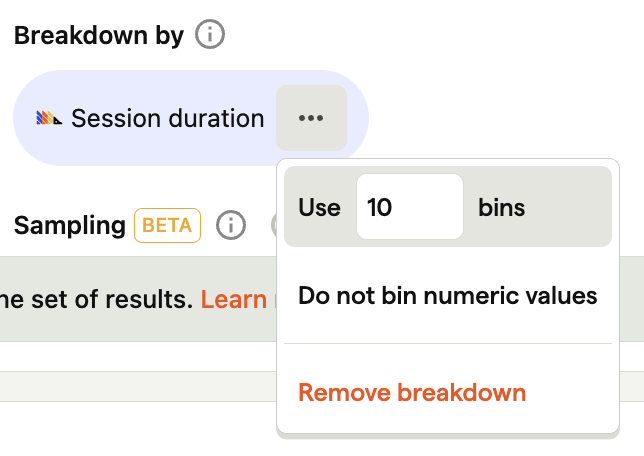 Breakdown by
Session duration
Use 10 bins
Sampling BETA
Do not bin numeric values
he set of results. Learn
Remove breakdown